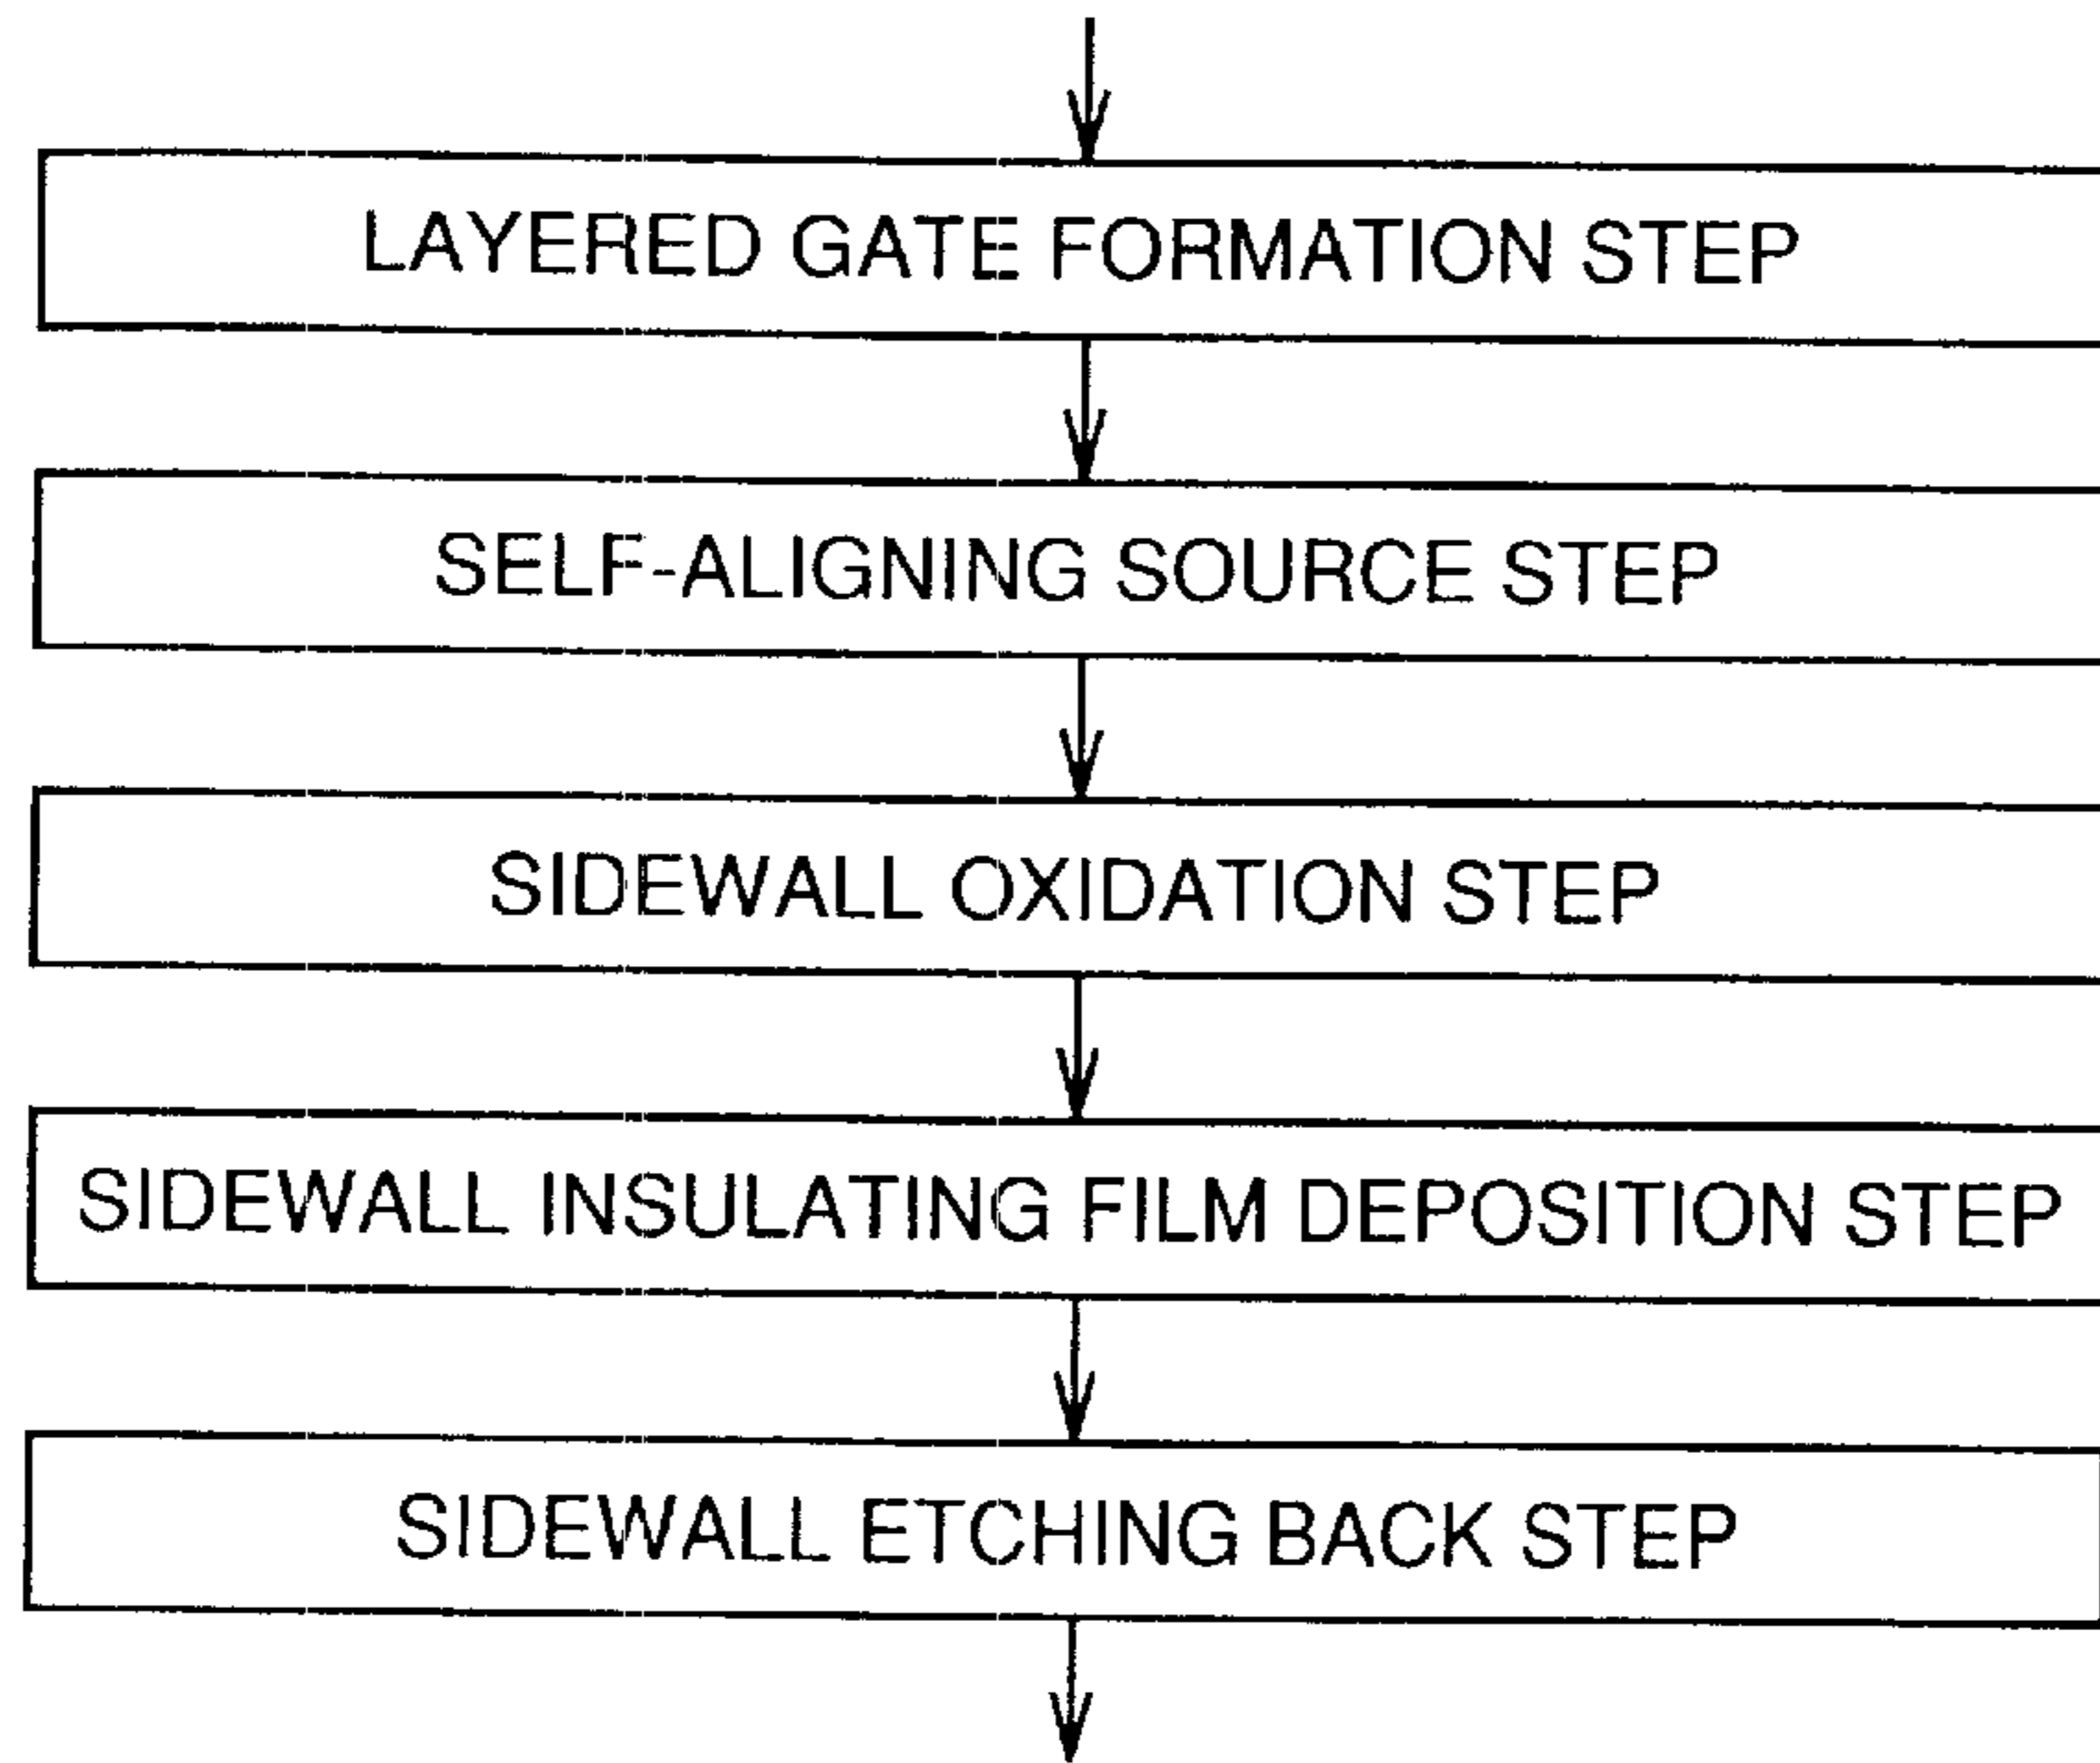 LAYERED GATE FORMATION STEP
SELF-ALIGNING SOURCE STEP
SIDEWALL OXIDATION STEP
SIDEWALL INSULATING FILM DEPOSITION STEP
SIDEWALL ETCHING BACK STEP